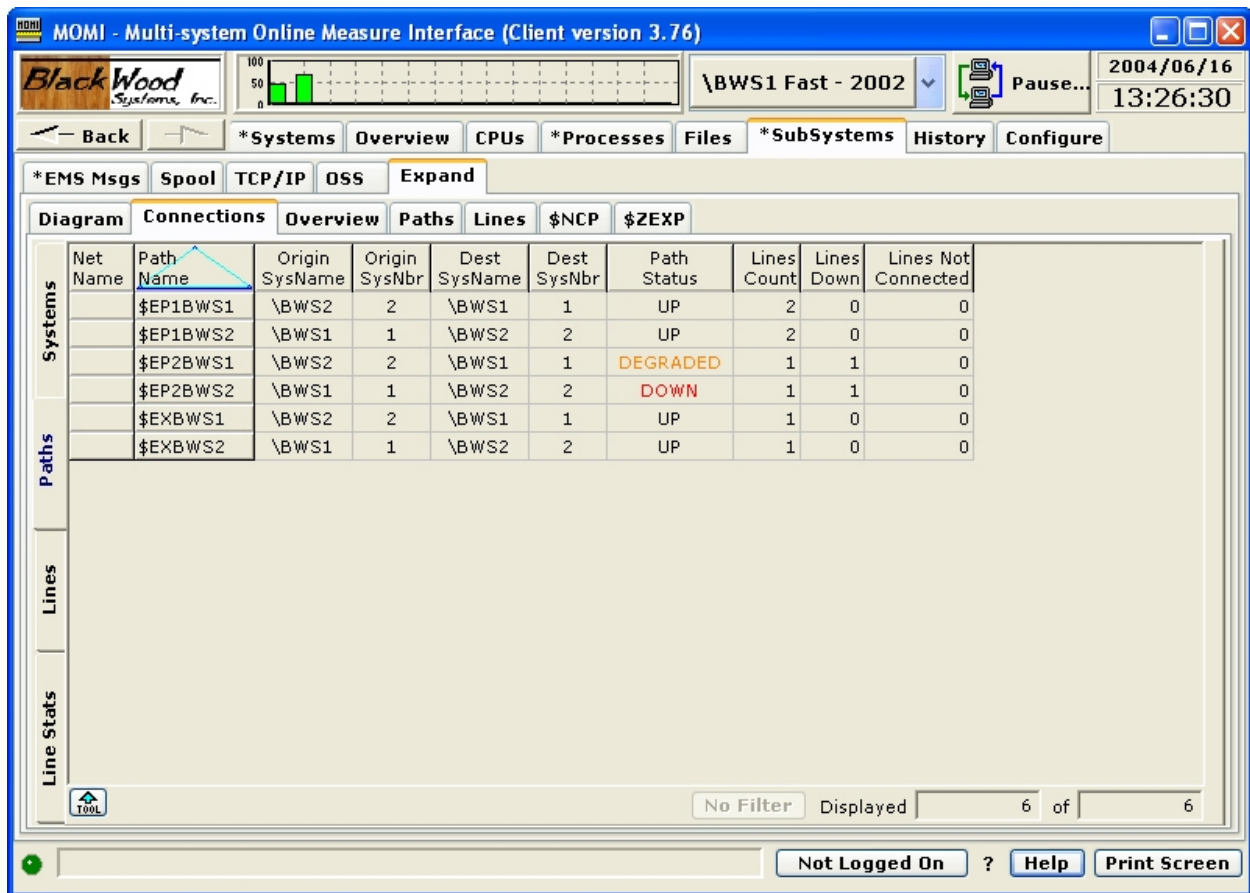 MOMI
MOMI - Multi-system Online Measure Interface (Client version 3.76)
BlackWood
Systems, Inc.
100
50
0
\BWS1 Fast - 2002
Pause...
2004/06/16
13:26:30
Back
*Systems Overview CPUs *Processes Files *SubSystems History Configure
*EMS Msgs Spool TCP/IP OSS Expand
Diagram Connections Overview Paths Lines $NCP $ZEXP
Systems
Paths
Lines
Line Stats
Net Path Origin Origin Dest Dest Path Lines Lines Lines Not
Name Name SysName SysNbr SysName SysNbr Status Count Down Connected
$EP1BWS1 \BWS2 2 \BWS1 1 UP 2 0 0
$EP1BWS2 \BWS1 1 \BWS2 2 UP 2 0 0
$EP2BWS1 \BWS2 2 \BWS1 1 DEGRADED 1 1 0
$EP2BWS2 \BWS1 1 \BWS2 2 DOWN 1 1 0
$EXBWS1 \BWS2 2 \BWS1 1 UP 1 0 0
$EXBWS2 \BWS1 1 \BWS2 2 UP 1 0 0
TOOL
No Filter Displayed 6 of 6
Not Logged On ? Help Print Screen